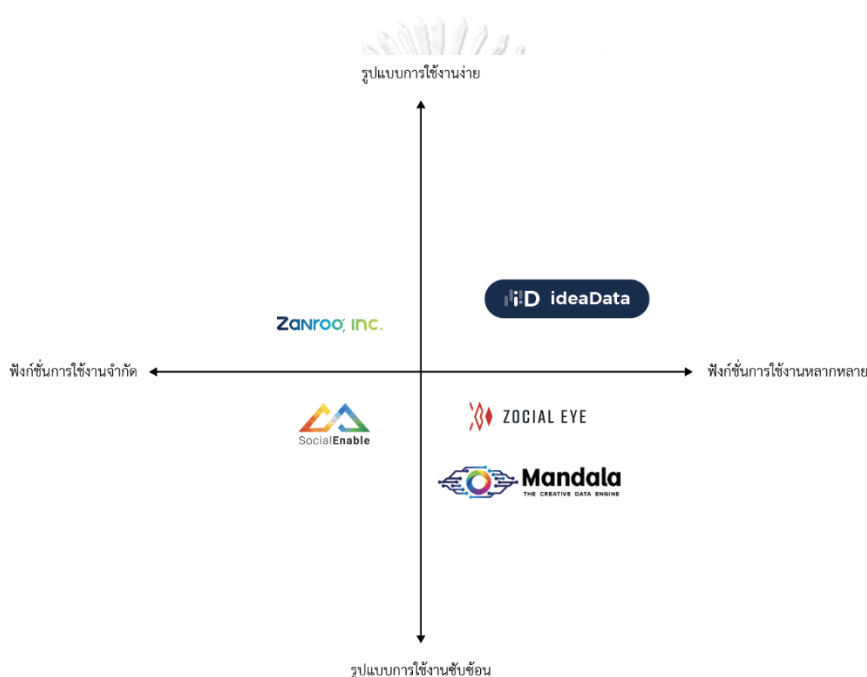 รูปแบบการใช้งานง่าย
iD ideaData
Zanroo, inc.
ฟังก์ชั่นการใช้งานจำกัด
ฟังก์ชั่นการใช้งานหลากหลาย
SocialEnable
ZOCIAL EYE
Mandala
THE CREATIVE DATA ENGINE
รูปแบบการใช้งานซับซ้อน